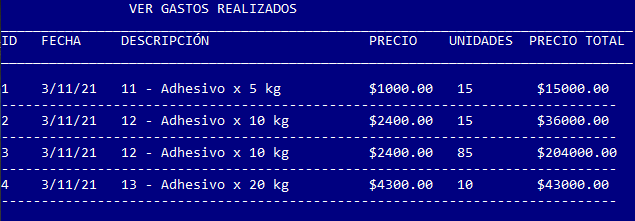 VER GASTOS REALIZADOS
ID FECHA DESCRIPCIÓN PRECIO UNIDADES PRECIO TOTAL
1 3/11/21 11 - Adhesivo x 5 kg $1000.00 15 $15000.00
2 3/11/21 12 - Adhesivo x 10 kg $2400.00 15 $36000.00
3 3/11/21 12 - Adhesivo x 10 kg $2400.00 85 $204000.00
4 3/11/21 13 - Adhesivo x 20 kg $4300.00 10 $43000.00